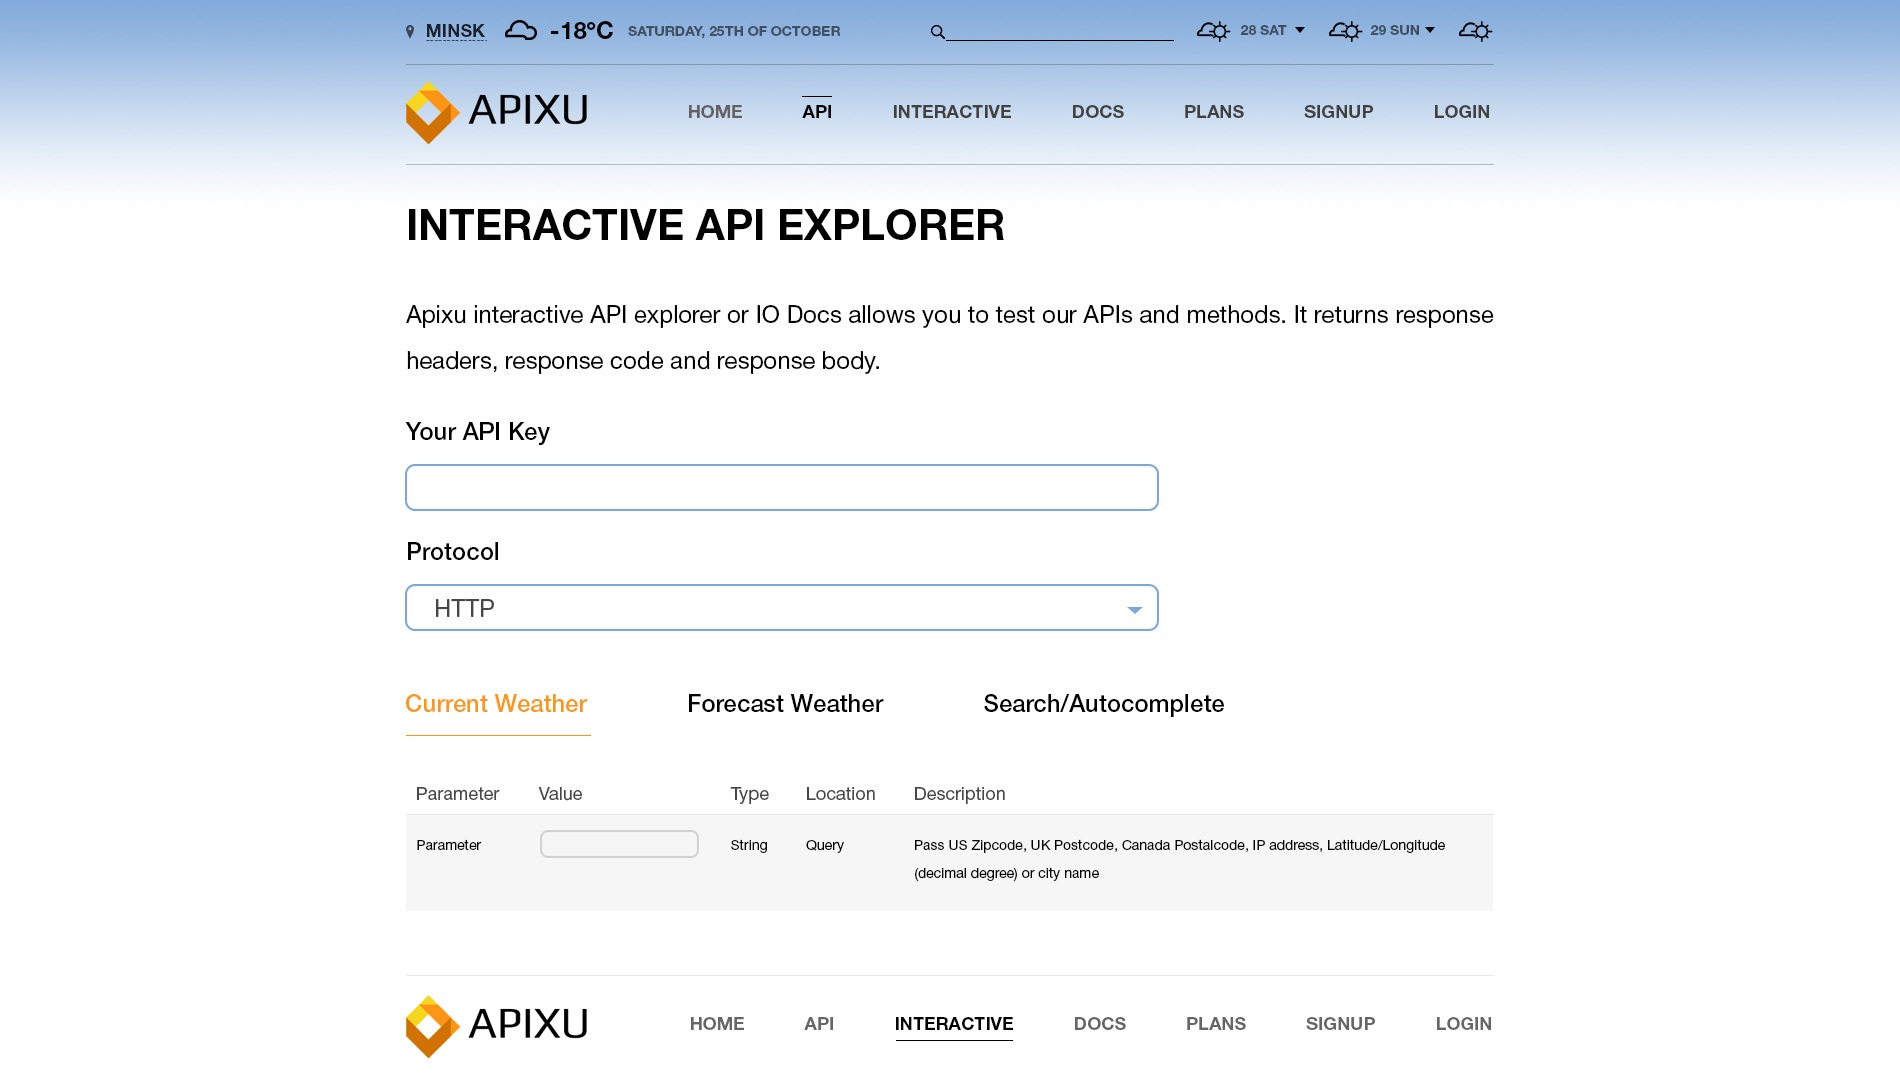 MINSK -18°C SATURDAY, 25TH OF OCTOBER 28 SAT 29 SUN
APIXU HOME API INTERACTIVE DOCS PLANS SIGNUP LOGIN
INTERACTIVE API EXPLORER
Apixu interactive API explorer or IO Docs allows you to test our APIs and methods. It returns response
headers, response code and response body.
Your API Key
Protocol
HTTP
Current Weather Forecast Weather Search/Autocomplete
Parameter Value Type Location Description
Parameter String Query Pass US Zipcode, UK Postcode, Canada Postalcode, IP address, Latitude/Longitude
(decimal degree) or city name
APIXU HOME API INTERACTIVE DOCS PLANS SIGNUP LOGIN